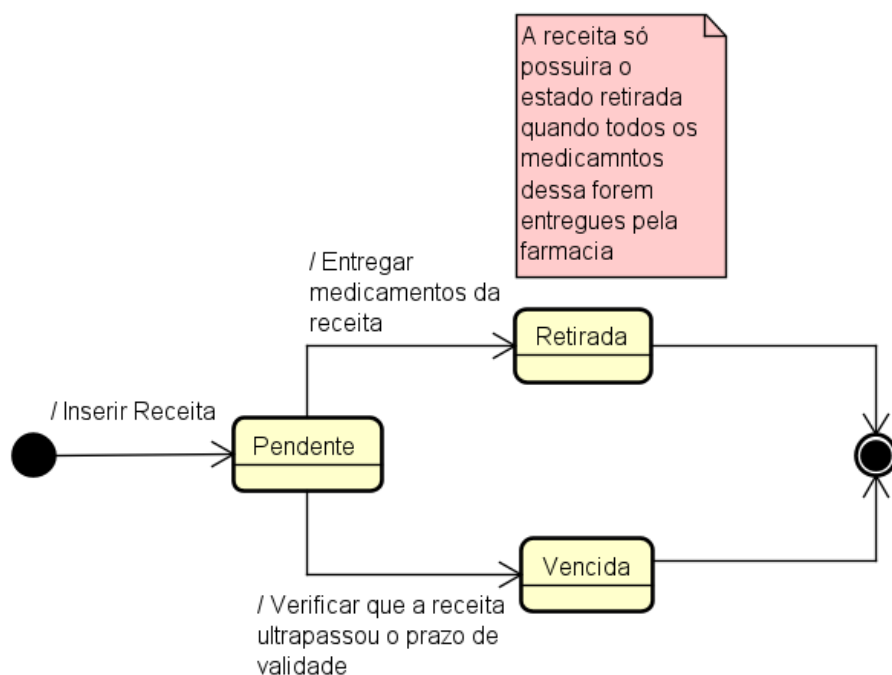 A receita só
possuira o
estado retirada
quando todos os
medicamntos
dessa forem
entregues pela
farmacia
/ Entregar
medicamentos da
receita
Retirada
/ Inserir Receita
Pendente
Vencida
/ Verificar que a receita
ultrapassou o prazo de
validade